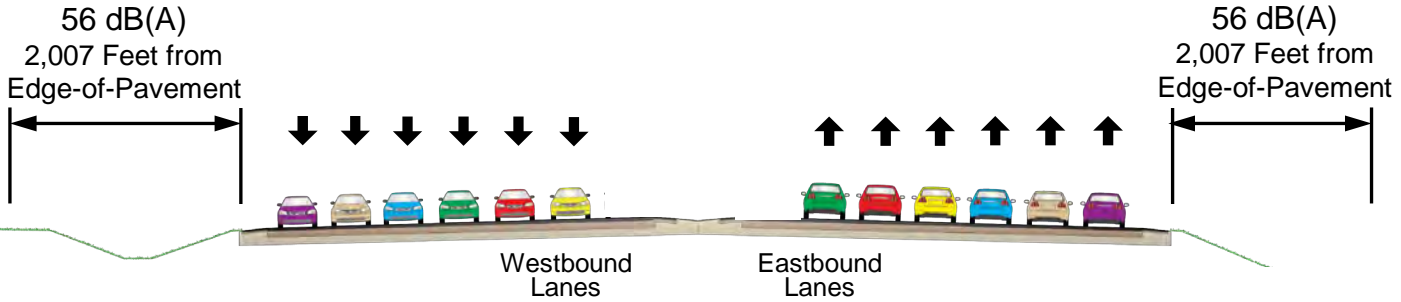 56 dB(A)
2,007 Feet from
Edge-of-Pavement
56 dB(A)
2,007 Feet from
Edge-of-Pavement
Westbound
Lanes
Eastbound
Lanes